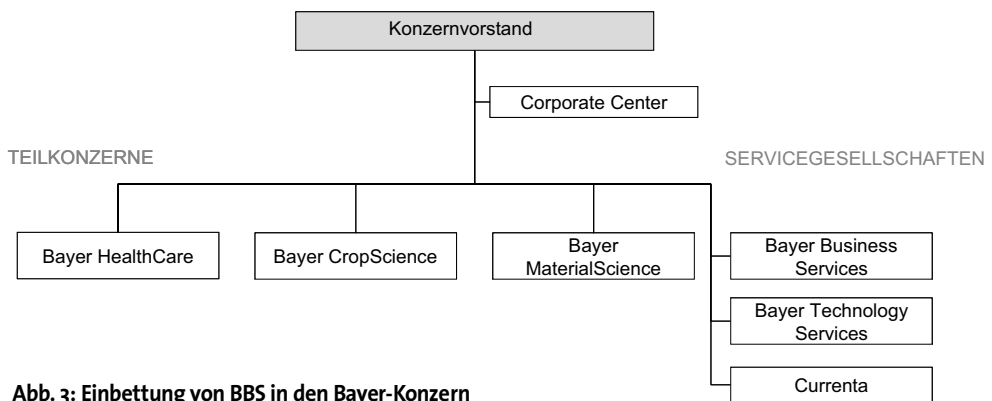 Konzernvorstand
Corporate Center
TEILKONZERNE
SERVICEGESELLSCHAFTEN
Bayer HealthCare
Bayer CropScience
Bayer
MaterialScience
Bayer Business
Services
Bayer Technology
Services
Currenta
Abb. 3: Einbettung von BBS in den Bayer-Konzern